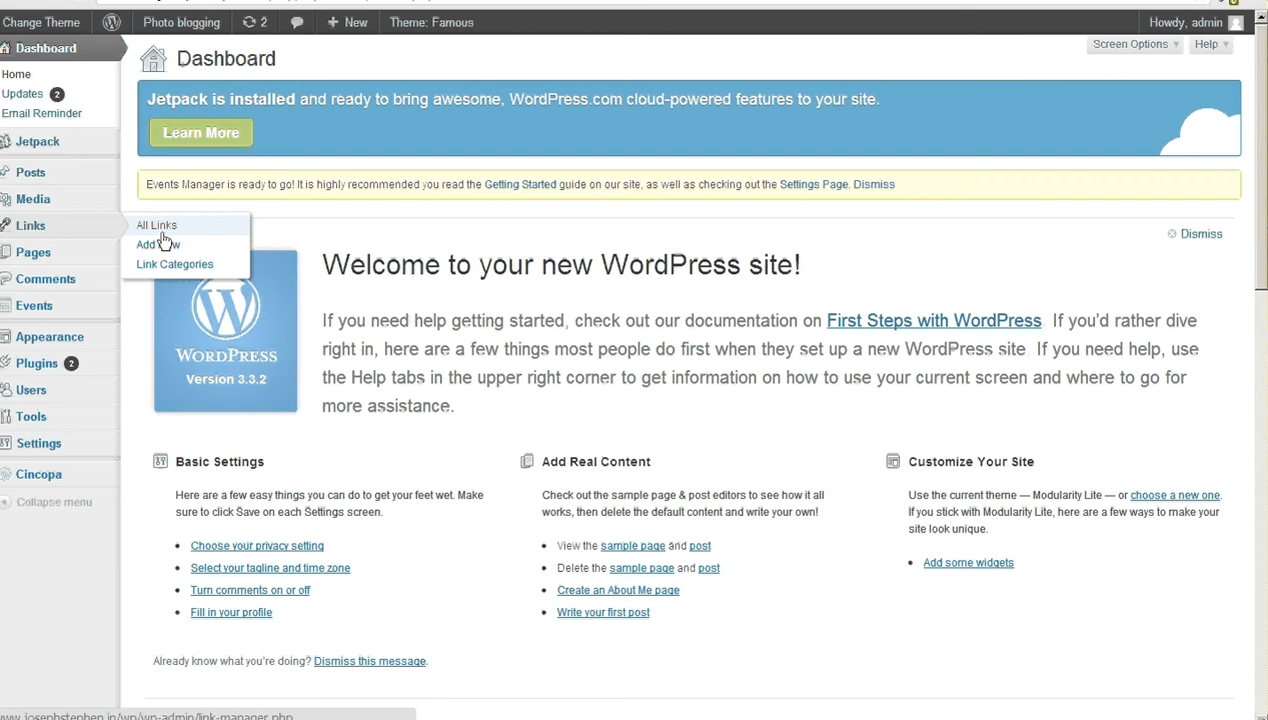 Change Theme
Photo blogging
2
New
Theme: Famous
Howdy, admin
Dashboard
Home
Updates 2
Email Reminder
Jetpack
Posts
Media
Links
Pages
Comments
Events
Appearance
Plugins 2
Users
Tools
Settings
Cincopa
Collapse menu
All Links
Add
Link Categories
Dashboard
Screen Options
Help
Jetpack is installed and ready to bring awesome, WordPress.com cloud-powered features to your site.
Learn More
Events Manager is ready to go! It is highly recommended you read the Getting Started guide on our site, as well as checking out the Settings Page. Dismiss
Dismiss
WORDPRESS
Version 3.3.2
Welcome to your new WordPress site!
If you need help getting started, check out our documentation on First Steps with WordPress. If you'd rather dive
right in, here are a few things most people do first when they set up a new WordPress site. If you need help, use
the Help tabs in the upper right corner to get information on how to use your current screen and where to go for
more assistance.
Basic Settings
Here are a few easy things you can do to get your feet wet. Make
sure to click Save on each Settings screen.
Choose your privacy setting
Select your tagline and time zone
Turn comments on or off
Fill in your profile
Add Real Content
Check out the sample page & post editors to see how it all
works, then delete the default content and write your own!
View the sample page and post
Delete the sample page and post
Create an About Me page
Write your first post
Customize Your Site
Use the current theme — Modularity Lite — or choose a new one.
If you stick with Modularity Lite, here are a few ways to make your
site look unique.
Add some widgets
Already know what you're doing? Dismiss this message.
www.josephstephen.in/wp/wp-admin/link-manager.php